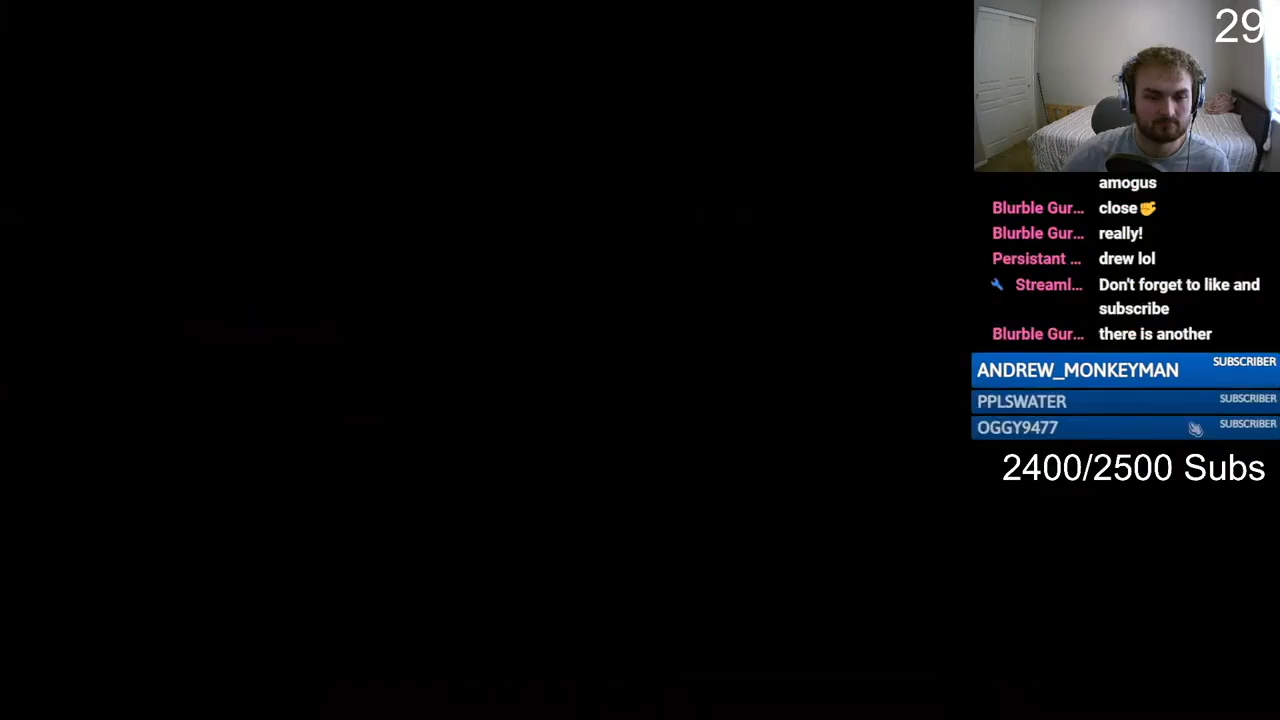 29
amogus
Blurble Gur... close
Blurble Gur... really!
Persistant ... drew lol
Streaml... Don't forget to like and
subscribe
Blurble Gur... there is another
ANDREW_MONKEYMAN SUBSCRIBER
PPLSWATER SUBSCRIBER
OGGY9477 SUBSCRIBER
2400/2500 Subs